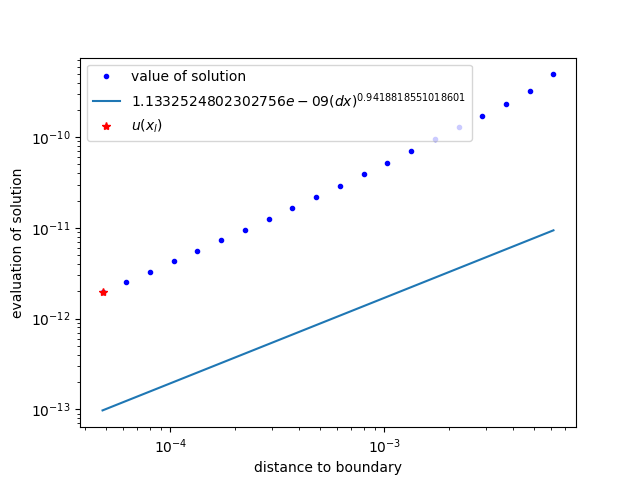 value of solution
1.1332524802302756e − 09(dx)^0.9418818551018601
u(x_l)
10^-10
10^-11
10^-12
10^-13
evaluation of solution
10^-4
10^-3
distance to boundary